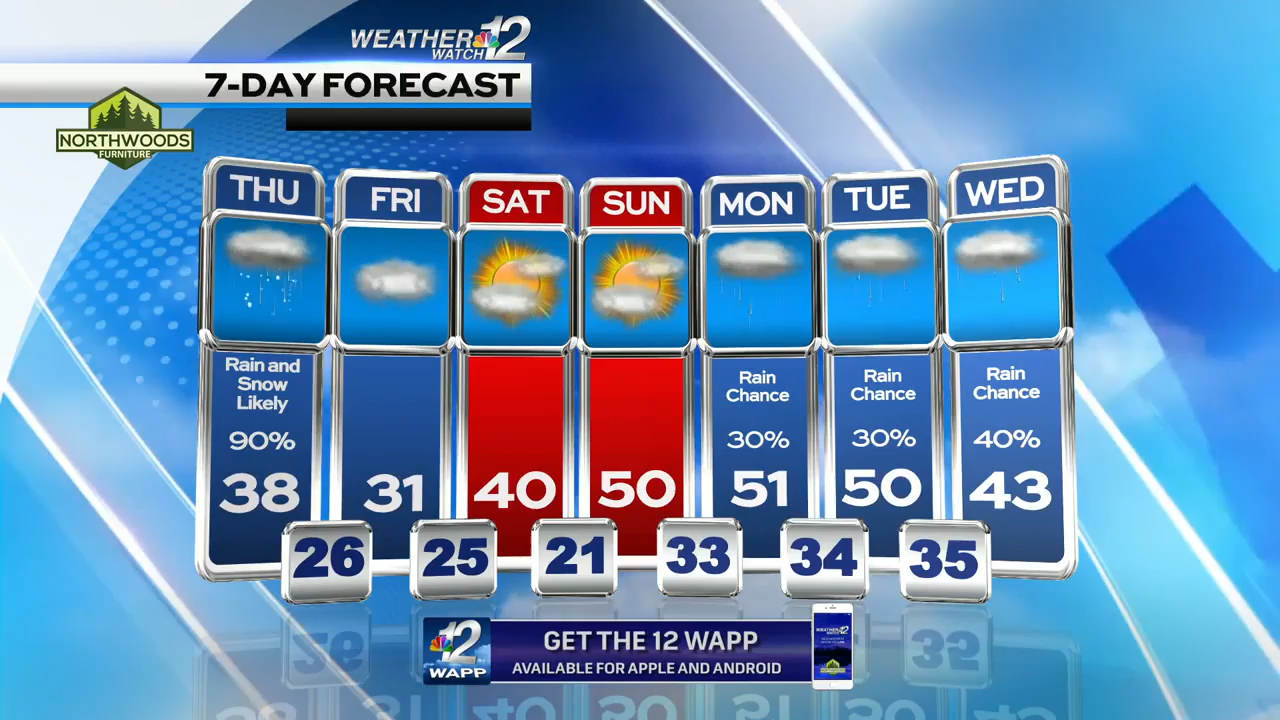 WEATHER 12
WATCH
7-DAY FORECAST
NORTHWOODS
FURNITURE
THU FRI SAT SUN MON TUE WED
Rain and
Snow
Likely
90%
38
31
40
50
Rain
Chance
30%
51
Rain
Chance
30%
50
Rain
Chance
40%
43
26 25 21 33 34 35
12
WAPP
GET THE 12 WAPP
AVAILABLE FOR APPLE AND ANDROID
WEATHER 12